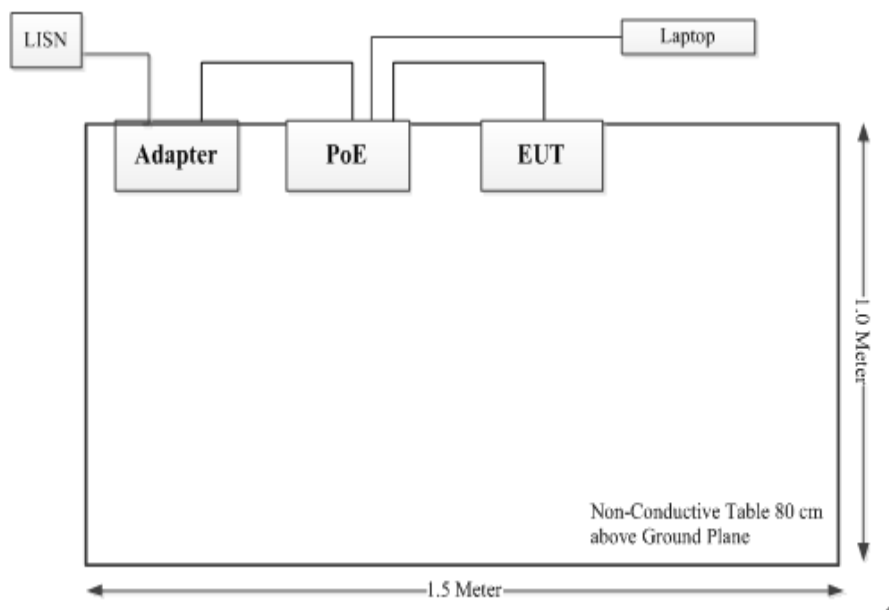 LISN
Laptop
Adapter
PoE
EUT
1.0 Meter
Non-Conductive Table 80 cm
above Ground Plane
1.5 Meter